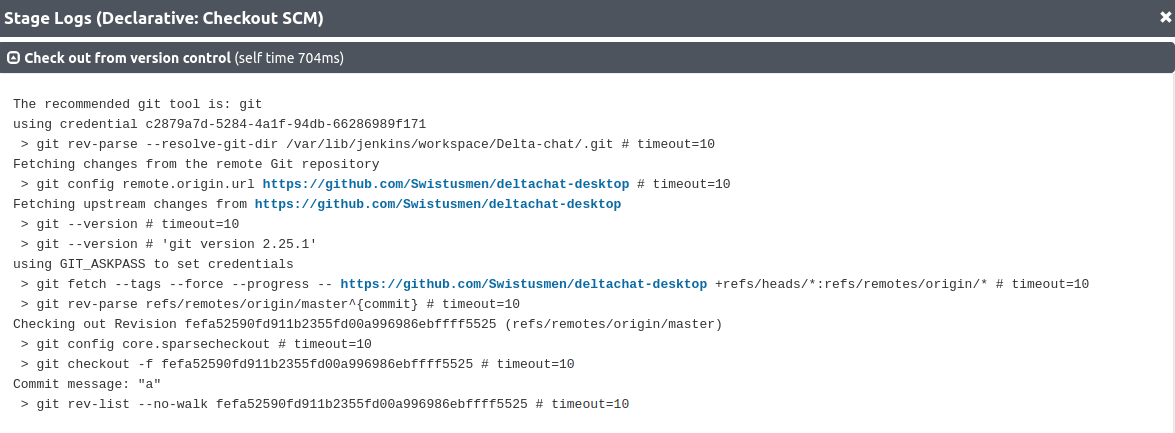 Stage Logs (Declarative: Checkout SCM)
Check out from version control (self time 704ms)
The recommended git tool is: git
using credential c2879a7d-5284-4a1f-94db-66286989f171
 > git rev-parse --resolve-git-dir /var/lib/jenkins/workspace/Delta-chat/.git # timeout=10
Fetching changes from the remote Git repository
 > git config remote.origin.url https://github.com/Swistusmen/deltachat-desktop # timeout=10
Fetching upstream changes from https://github.com/Swistusmen/deltachat-desktop
 > git --version # timeout=10
 > git --version # 'git version 2.25.1'
using GIT_ASKPASS to set credentials
 > git fetch --tags --force --progress -- https://github.com/Swistusmen/deltachat-desktop +refs/heads/*:refs/remotes/origin/* # timeout=10
 > git rev-parse refs/remotes/origin/master^{commit} # timeout=10
Checking out Revision fefa52590fd911b2355fd00a996986ebffff5525 (refs/remotes/origin/master)
 > git config core.sparsecheckout # timeout=10
 > git checkout -f fefa52590fd911b2355fd00a996986ebffff5525 # timeout=10
Commit message: "a"
 > git rev-list --no-walk fefa52590fd911b2355fd00a996986ebffff5525 # timeout=10